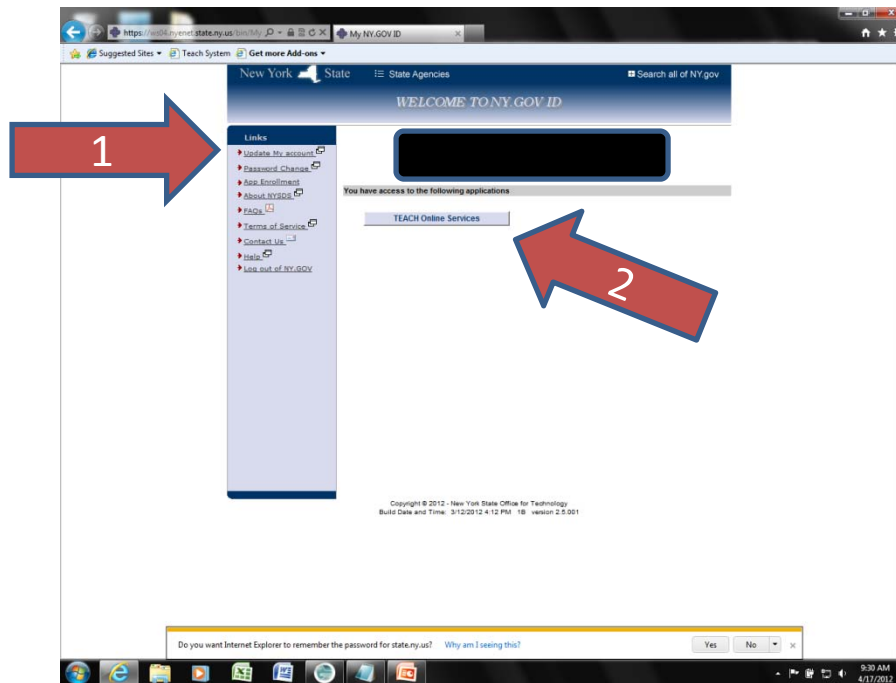 https://ws04.nyenet.state.ny.us/bin/My
My NY.GOV ID
Suggested Sites
Teach System
Get more Add-ons
New York State
State Agencies
Search all of NY.gov
WELCOME TO NY.GOV ID
1
Links
Update My account
Password Change
App Enrollment
About NYSDS
FAQs
Terms of Service
Contact Us
Help
Log out of NY.GOV
You have access to the following applications
TEACH Online Services
2
Copyright © 2012 - New York State Office for Technology
Build Date and Time: 3/12/2012 4:12 PM 1B version 2.5.001
Do you want Internet Explorer to remember the password for state.ny.us? Why am I seeing this? Yes No
9:30 AM